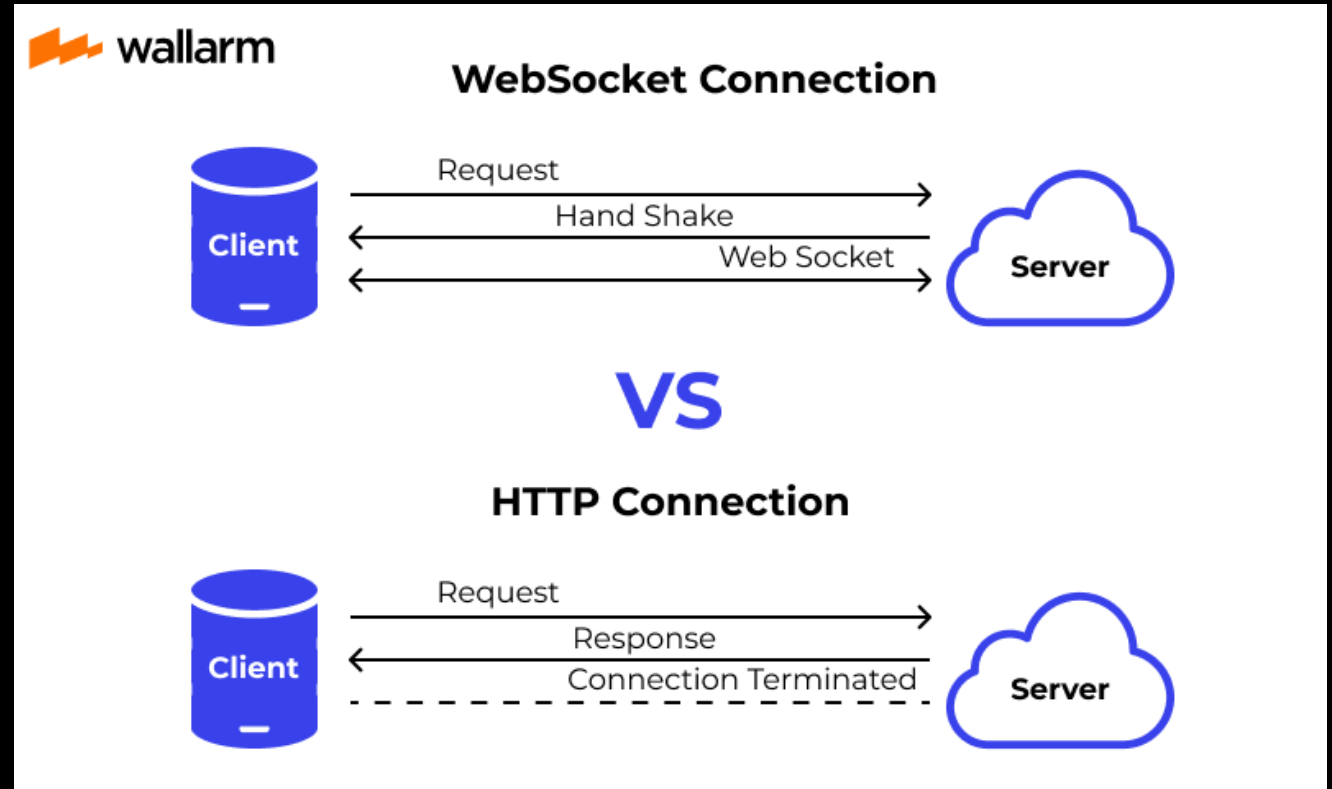 wallarm
WebSocket Connection
Request
Hand Shake
Web Socket
Client
Server
VS
HTTP Connection
Request
Response
Connection Terminated
Client
Server